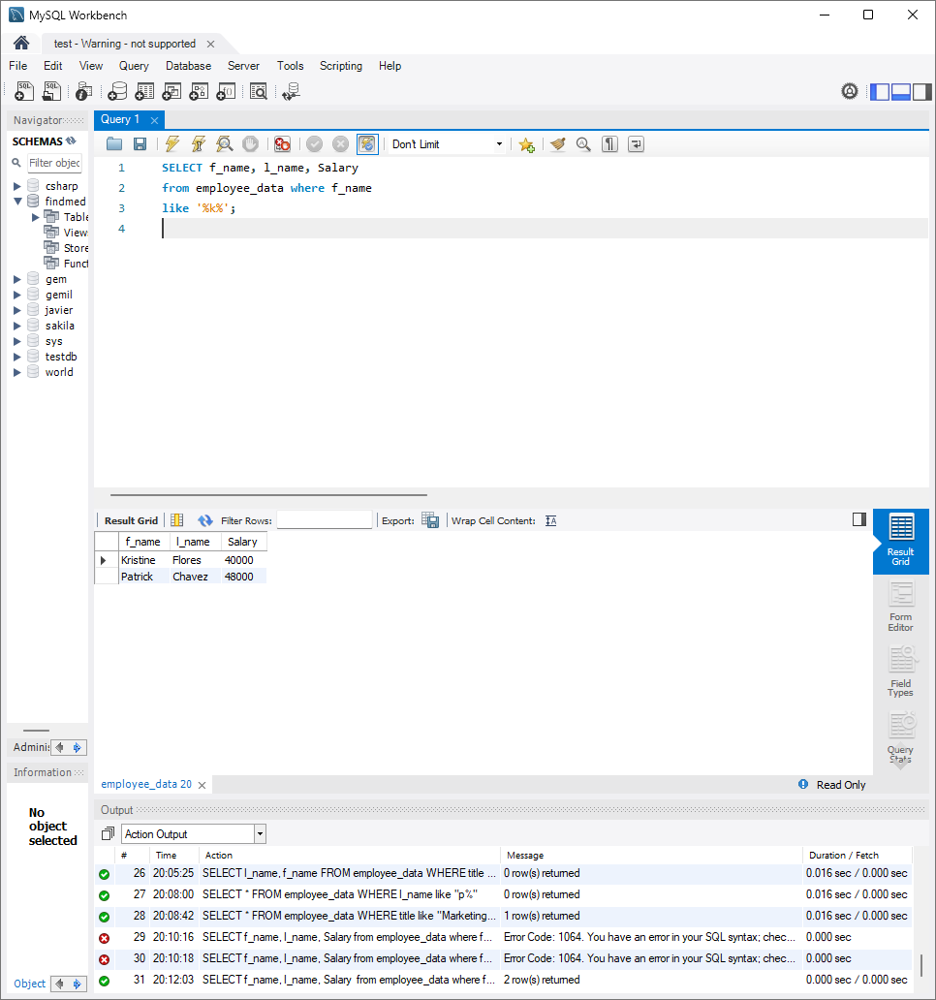 MySQL Workbench
test - Warning - not supported
File Edit View Query Database Server Tools Scripting Help
Navigator
Query 1
SCHEMAS
Filter objec
csharp
findmed
Table
Views
Store
Funct
gem
gemil
javier
sakila
sys
testdb
world
Don't Limit
1 SELECT f_name, l_name, Salary
2 from employee_data where f_name
3 like '%k%';
4
Result Grid Filter Rows: Export: Wrap Cell Content:
f_name l_name Salary
Kristine Flores 40000
Patrick Chavez 48000
Result Grid
Form Editor
Field Types
Query Stats
Adminis
Information
No
object
selected
Object
employee_data 20
Read Only
Output
Action Output
# Time Action Message Duration / Fetch
26 20:05:25 SELECT l_name, f_name FROM employee_data WHERE title ... 0 row(s) returned 0.016 sec / 0.000 sec
27 20:08:00 SELECT * FROM employee_data WHERE l_name like "p%" 0 row(s) returned 0.016 sec / 0.000 sec
28 20:08:42 SELECT * FROM employee_data WHERE title like "Marketing... 1 row(s) returned 0.016 sec / 0.000 sec
29 20:10:16 SELECT f_name, l_name, Salary from employee_data where f... Error Code: 1064. You have an error in your SQL syntax; chec... 0.000 sec
30 20:10:18 SELECT f_name, l_name, Salary from employee_data where f... Error Code: 1064. You have an error in your SQL syntax; chec... 0.000 sec
31 20:12:03 SELECT f_name, l_name, Salary  from employee_data where f... 2 row(s) returned 0.000 sec / 0.000 sec